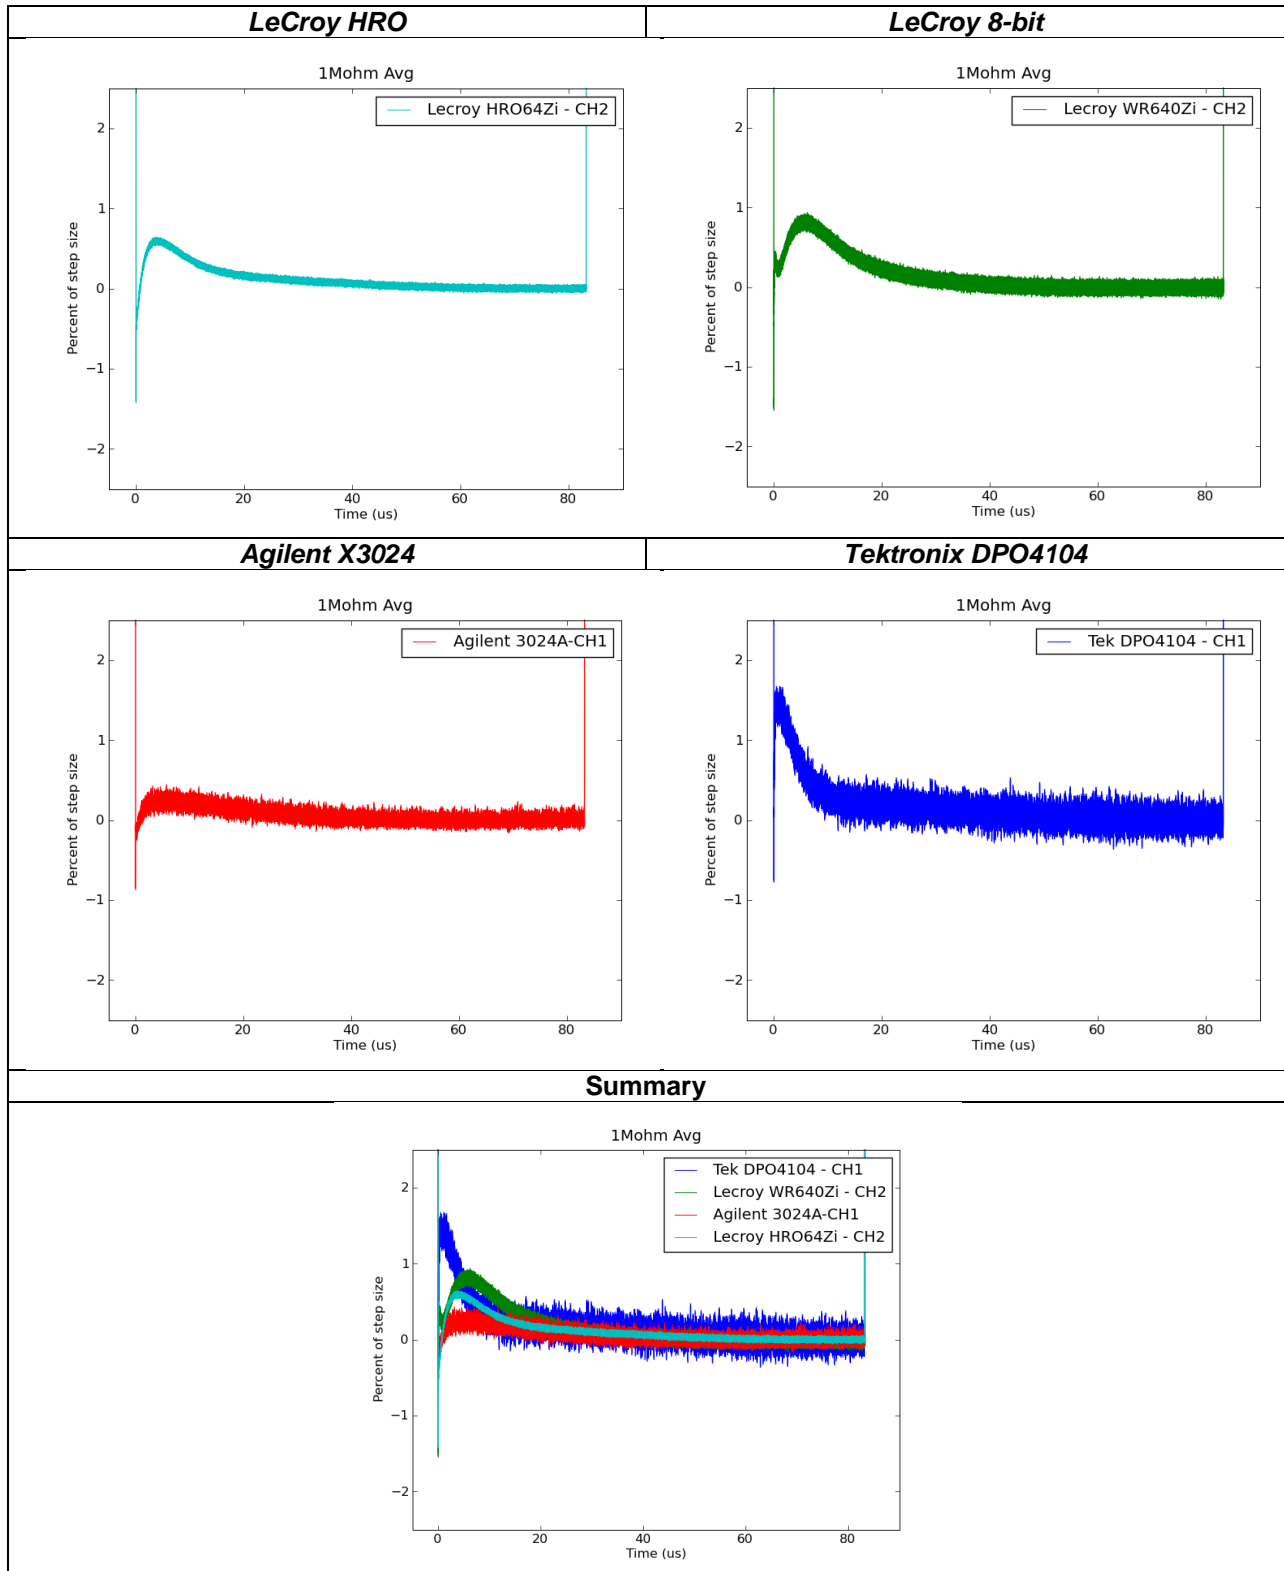 LeCroy HRO
LeCroy 8-bit
1Mohm Avg
Lecroy HRO64Zi - CH2
Percent of step size
2
1
0
−1
−2
0 20 40 60 80
Time (us)
1Mohm Avg
Lecroy WR640Zi - CH2
Percent of step size
2
1
0
−1
−2
0 20 40 60 80
Time (us)
Agilent X3024
Tektronix DPO4104
1Mohm Avg
Agilent 3024A-CH1
Percent of step size
2
1
0
−1
−2
0 20 40 60 80
Time (us)
1Mohm Avg
Tek DPO4104 - CH1
Percent of step size
2
1
0
−1
−2
0 20 40 60 80
Time (us)
Summary
1Mohm Avg
Tek DPO4104 - CH1
Lecroy WR640Zi - CH2
Agilent 3024A-CH1
Lecroy HRO64Zi - CH2
Percent of step size
2
1
0
−1
−2
0 20 40 60 80
Time (us)